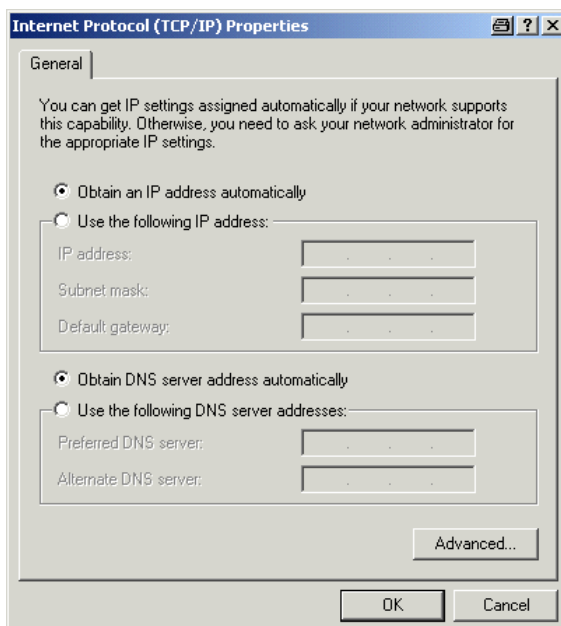 Internet Protocol (TCP/IP) Properties
General
You can get IP settings assigned automatically if your network supports
this capability. Otherwise, you need to ask your network administrator for
the appropriate IP settings.
Obtain an IP address automatically
Use the following IP address:
IP address:
Subnet mask:
Default gateway:
Obtain DNS server address automatically
Use the following DNS server addresses:
Preferred DNS server:
Alternate DNS server:
Advanced...
OK Cancel